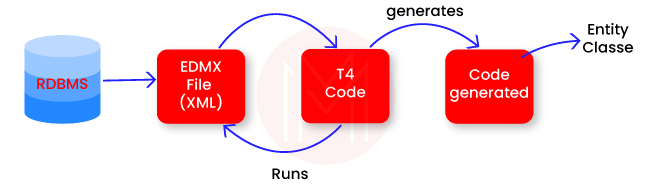 generates
RDBMS
EDMX
File
(XML)
T4
Code
Code
generated
Entity
Classe
Runs